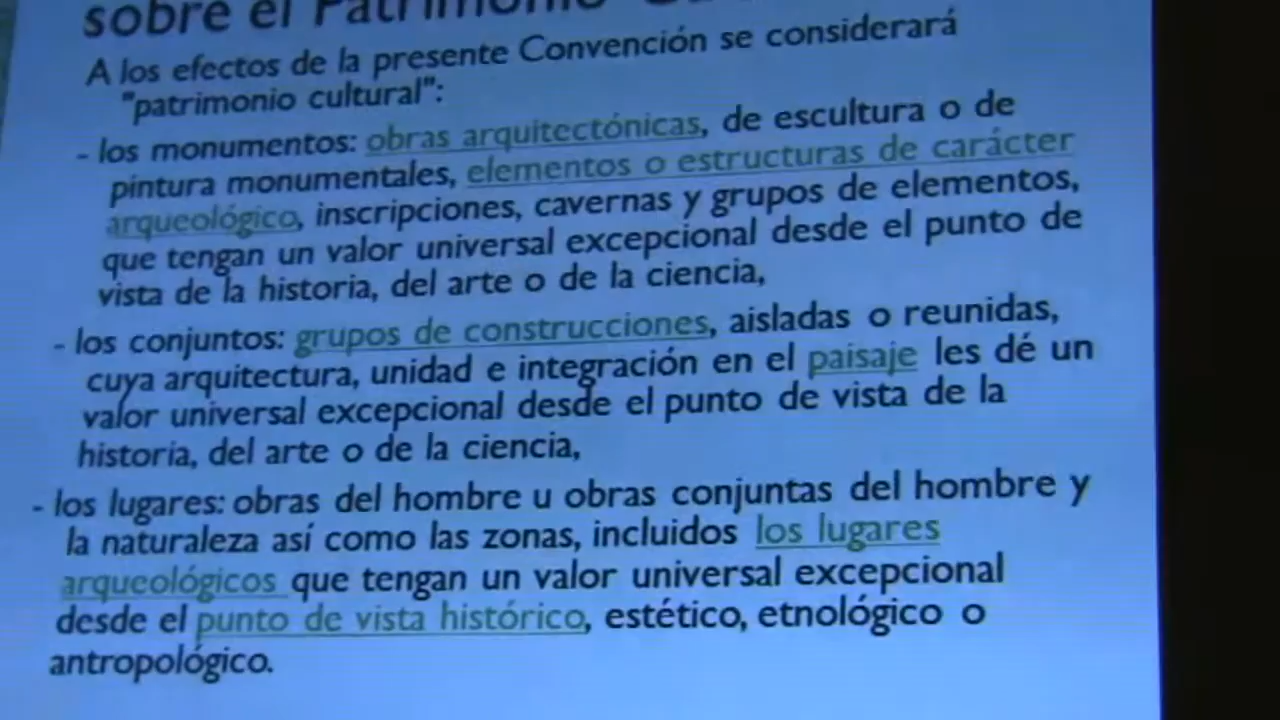 sobre el Patrimonio
A los efectos de la presente Convención se considerará
"patrimonio cultural":
- los monumentos: obras arquitectónicas, de escultura o de
pintura monumentales, elementos o estructuras de carácter
arqueológico, inscripciones, cavernas y grupos de elementos,
que tengan un valor universal excepcional desde el punto de
vista de la historia, del arte o de la ciencia,
- los conjuntos: grupos de construcciones, aisladas o reunidas,
cuya arquitectura, unidad e integración en el paisaje les dé un
valor universal excepcional desde el punto de vista de la
historia, del arte o de la ciencia,
- los lugares: obras del hombre u obras conjuntas del hombre y
la naturaleza así como las zonas, incluidos los lugares
arqueológicos que tengan un valor universal excepcional
desde el punto de vista histórico, estético, etnológico o
antropológico.